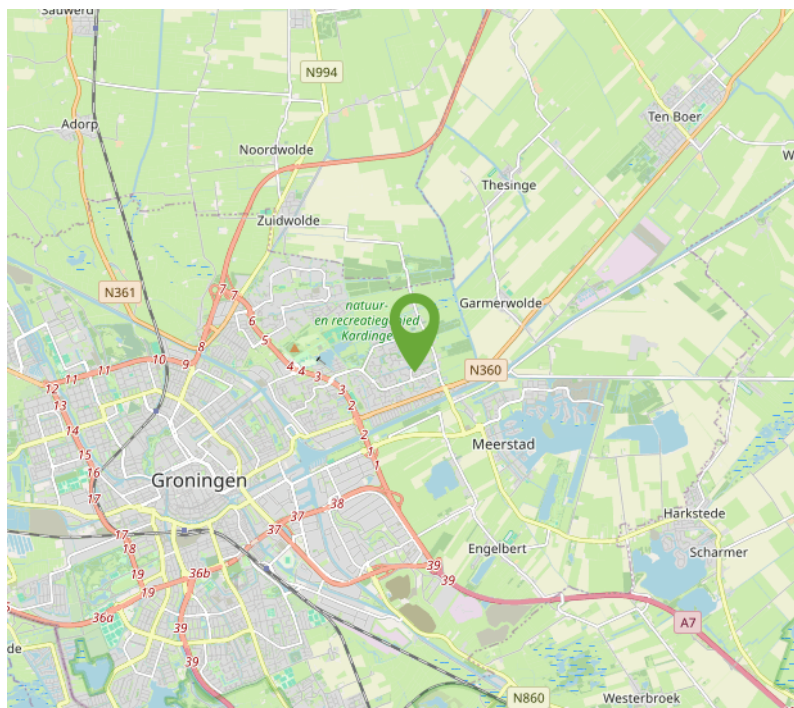 Sauwerd
N994
Ten Boer
Adorp
Noordwolde
W
Thesinge
Zuidwolde
N361
7
7
natuur-
en recreatiegebied
Kardinge
Garmerwolde
6
5
8
10
9
11
11
12
4
4
3
3
N360
13
2
14
2
Meerstad
15
1
1
16
Groningen
17
38
37
37
Harkstede
17
18
Engelbert
Scharmer
39
36b
39
19
19
36a
A7
39
de
39
N860
Westerbroek